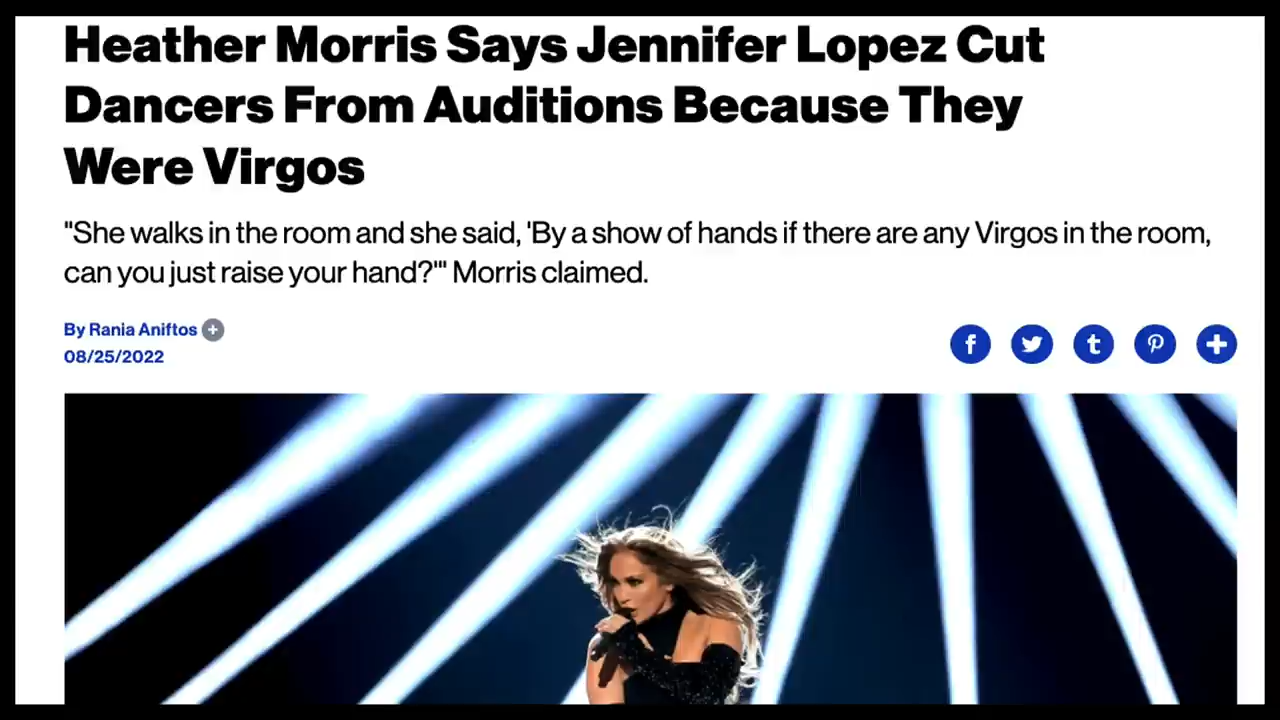 Heather Morris Says Jennifer Lopez Cut
Dancers From Auditions Because They
Were Virgos
"She walks in the room and she said, 'By a show of hands if there are any Virgos in the room,
can you just raise your hand?'" Morris claimed.
By Rania Aniftos
08/25/2022